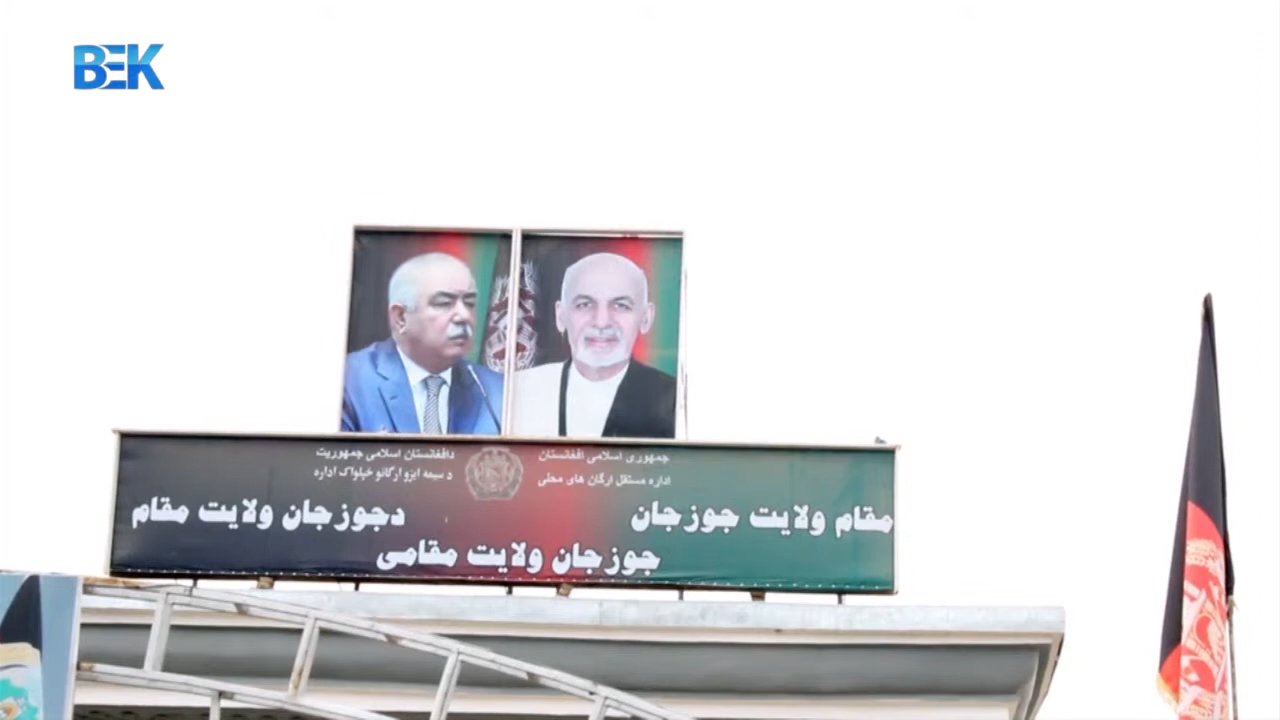 BEK
جمهوری اسلامی افغانستان
اداره مستقل ارگان های محلی
دافغانستان اسلامی جمهوریت
د سیمه ایزو ارگانو خپلواک اداره
مقام ولایت جوزجان
دجوزجان ولایت مقام
جوزجان ولایت مقامی